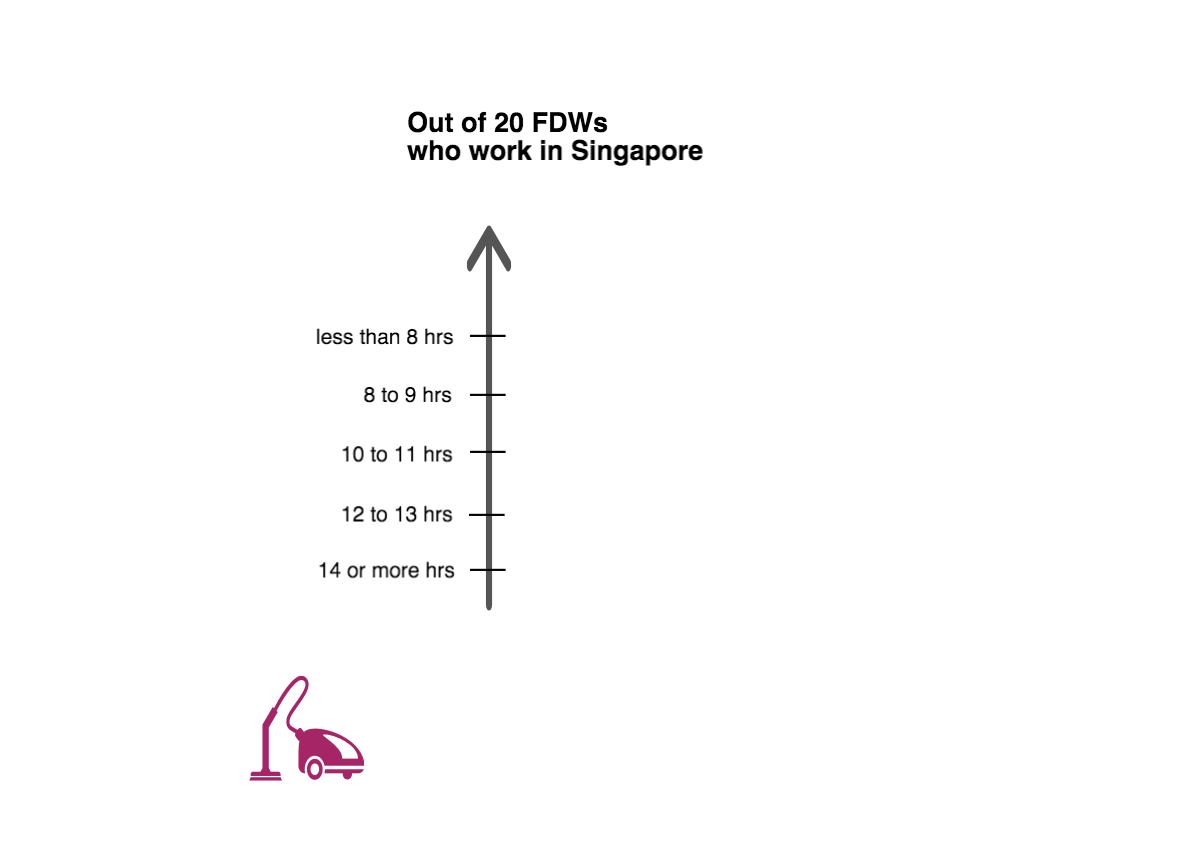 Out of 20 FDWs
who work in Singapore
less than 8 hrs
8 to 9 hrs
10 to 11 hrs
12 to 13 hrs
14 or more hrs